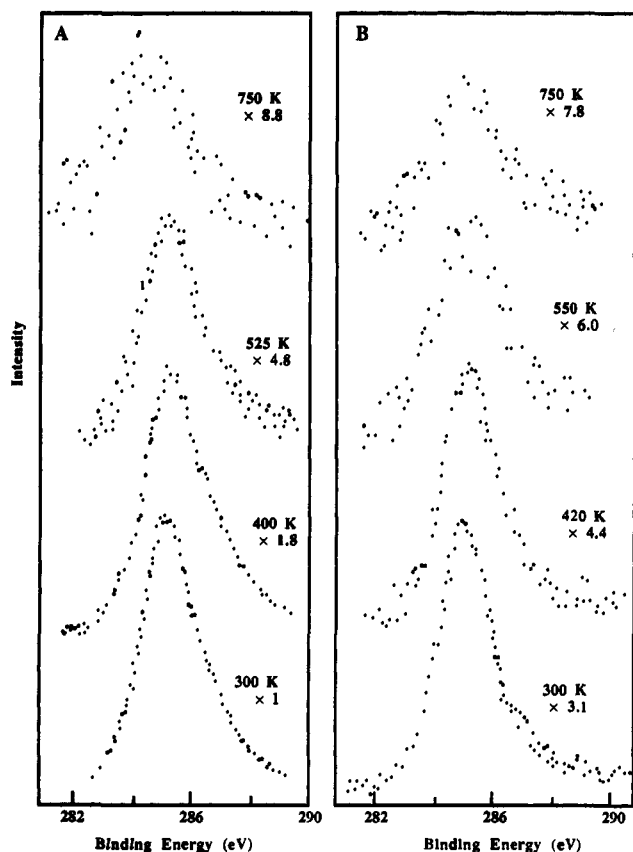 A
750 K
× 8.8
525 K
× 4.8
400 K
× 1.8
300 K
× 1
282
286
290
Binding Energy (eV)
Intensity
B
750 K
× 7.8
550 K
× 6.0
420 K
× 4.4
300 K
× 3.1
282
286
290
Binding Energy (eV)